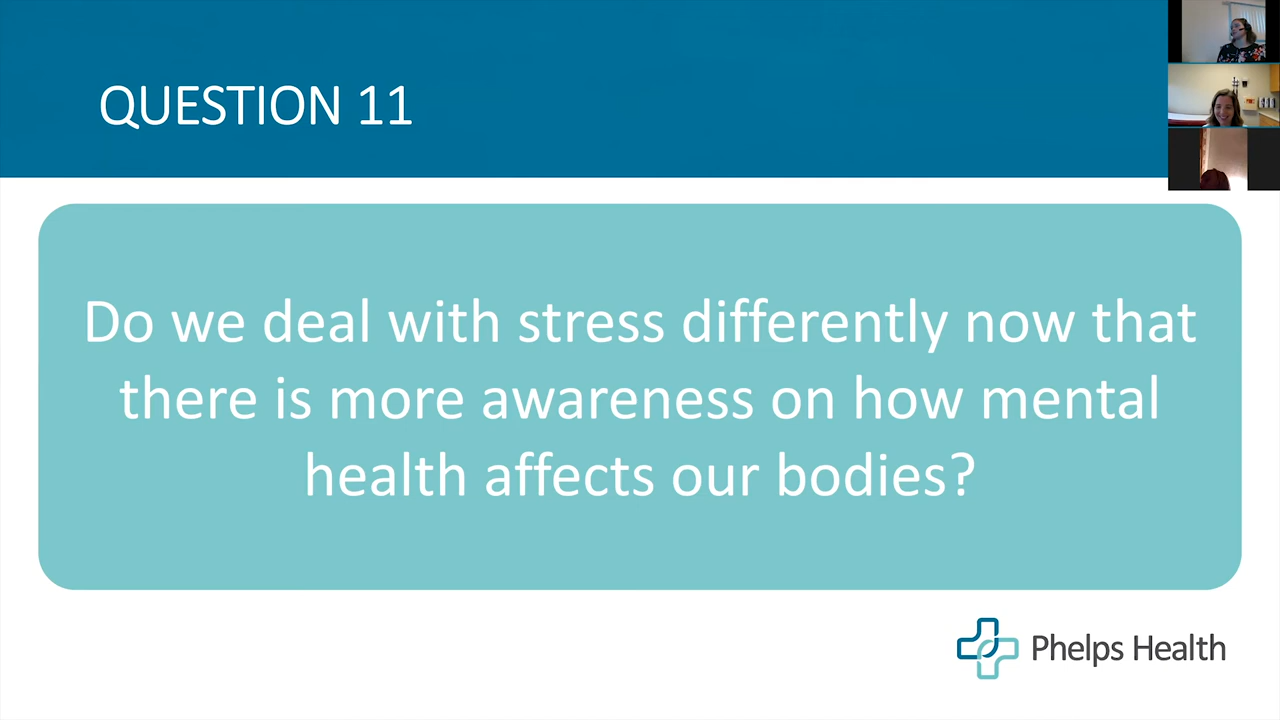 QUESTION 11
Do we deal with stress differently now that
there is more awareness on how mental
health affects our bodies?
Phelps Health